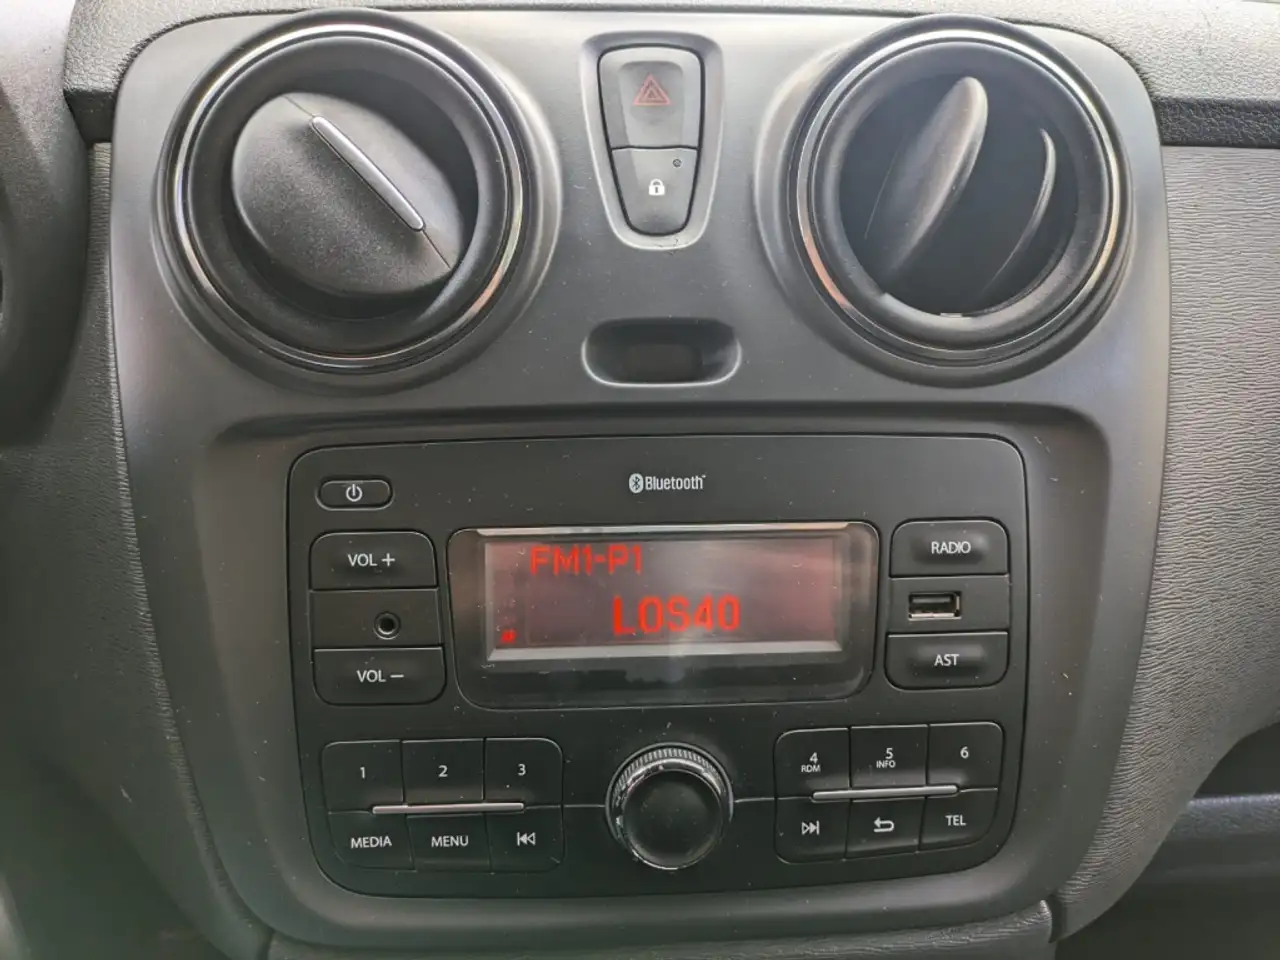 Bluetooth
VOL +
FM1-P1
RADIO
LOS40
VOL −
AST
1
2
3
4
RDM
5
INFO
6
MEDIA
MENU
TEL